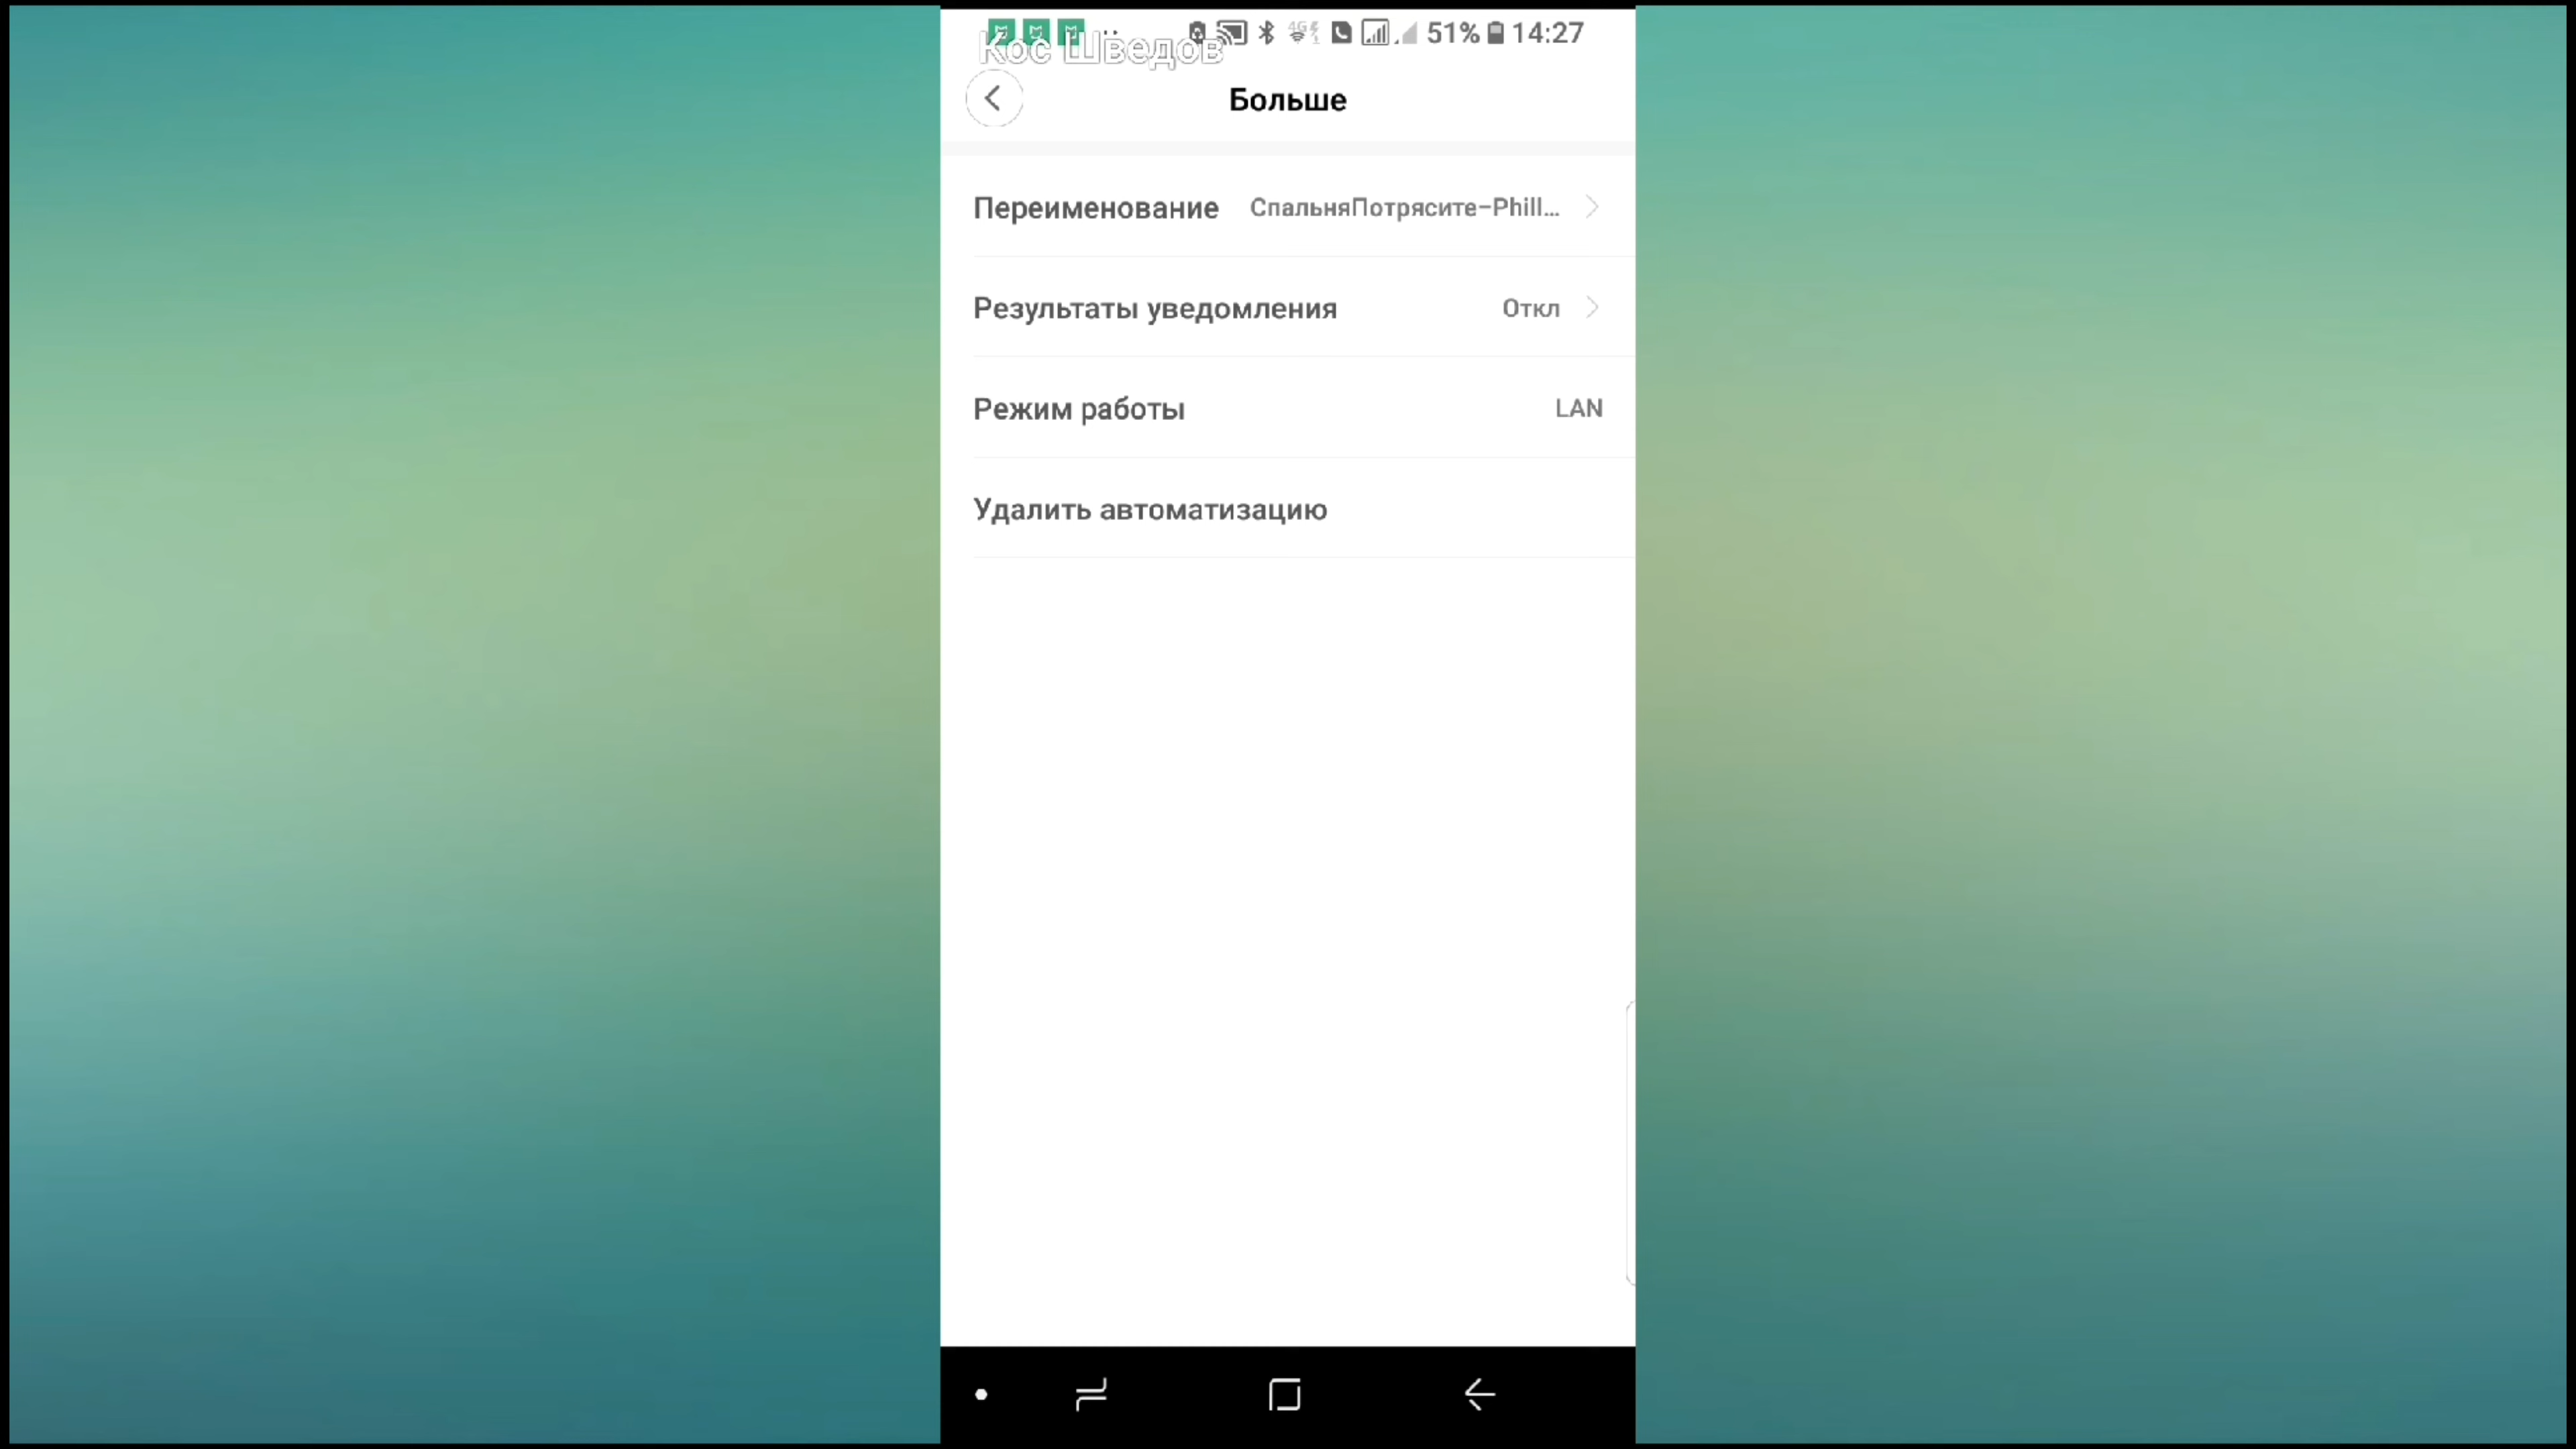 51% 14:27
Кос Шведов
Больше
Переименование СпальняПотрясите-Phill...
Результаты уведомления Откл
Режим работы LAN
Удалить автоматизацию